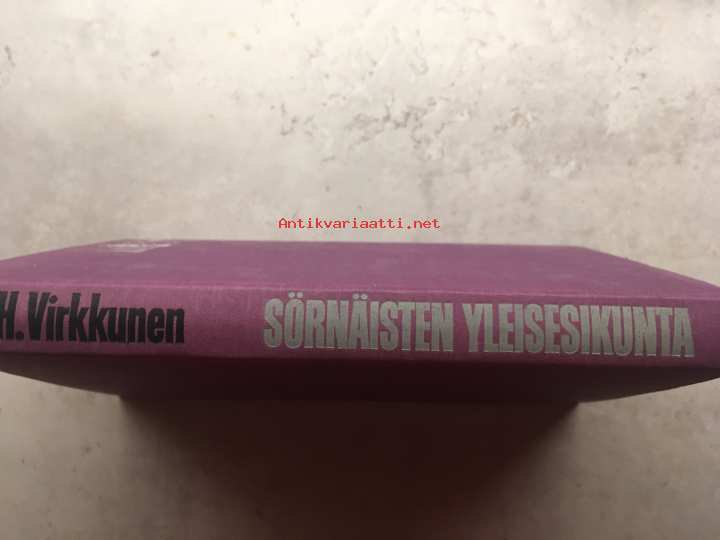 Antikvariaatti.net
H. Virkkunen SÖRNÄISTEN YLEISESIKUNTA